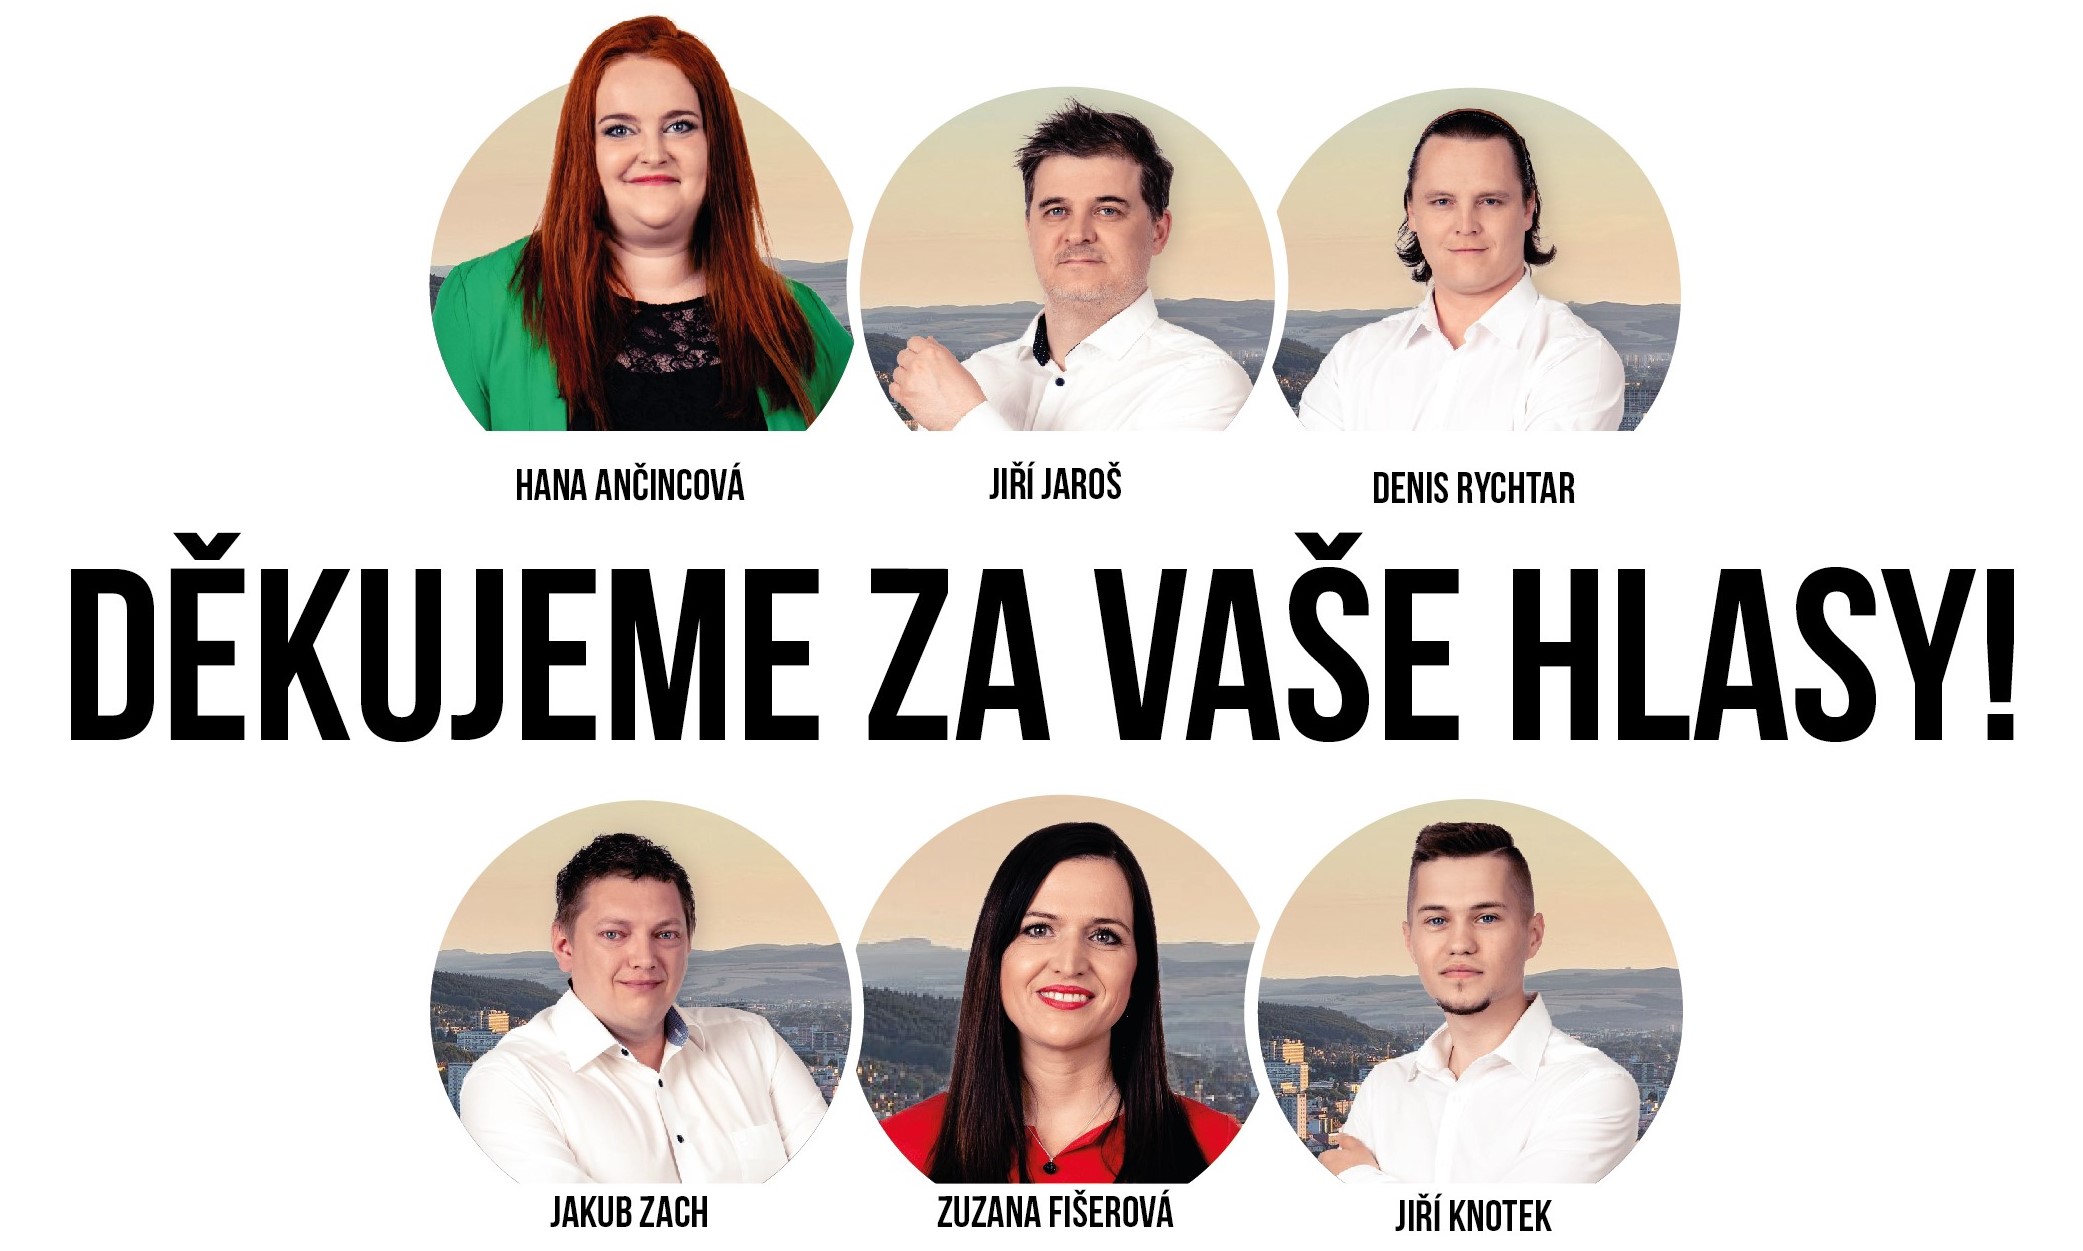 HANA ANČINCOVÁ
JIŘÍ JAROŠ
DENIS RYCHTAR
DĚKUJEME ZA VAŠE HLASY!
JAKUB ZACH
ZUZANA FIŠEROVÁ
JIŘÍ KNOTEK